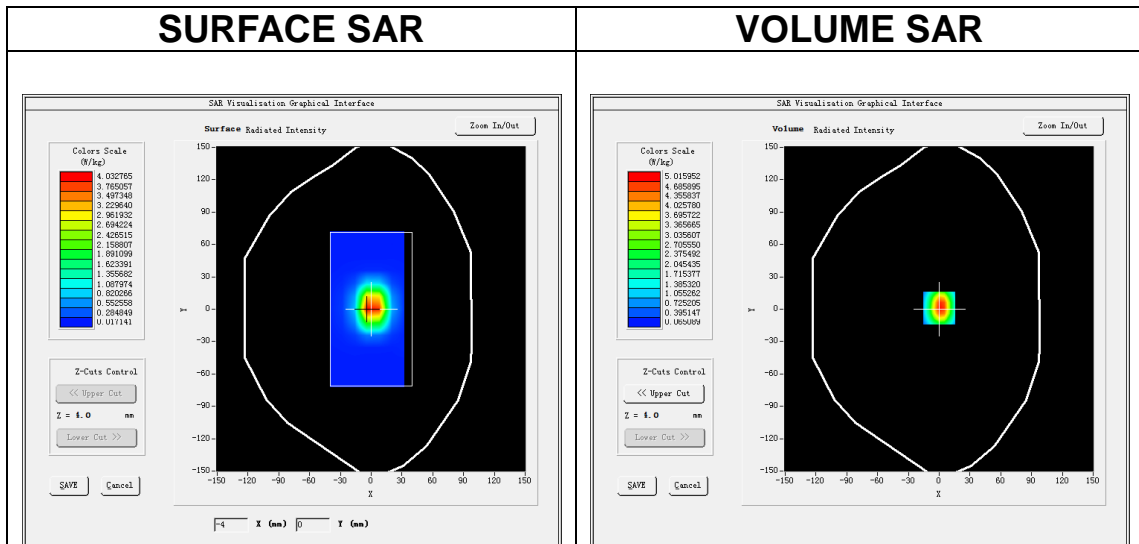 SURFACE SAR
VOLUME SAR
SAR Visualisation Graphical Interface
Surface Radiated Intensity
Zoom In/Out
Colors Scale
(W/kg)
4.032765
3.765057
3.497348
3.229640
2.961932
2.694224
2.426515
2.158807
1.891099
1.623391
1.355682
1.087974
0.820266
0.552558
0.284849
0.017141
150
120
90
60
30
0
-30
-60
-90
-120
-150
Y
-150 -120 -90 -60 -30 0 30 60 90 120 150
X
Z-Cuts Control
<< Upper Cut
Z = 4.0 mm
Lower Cut >>
SAVE Cancel
-4 X (mm) 0 Y (mm)
SAR Visualisation Graphical Interface
Volume Radiated Intensity
Zoom In/Out
Colors Scale
(W/kg)
5.015952
4.685895
4.355837
4.025780
3.695722
3.365665
3.035607
2.705550
2.375492
2.045435
1.715377
1.385320
1.055262
0.725205
0.395147
0.065089
150
120
90
60
30
0
-30
-60
-90
-120
-150
Y
-150 -120 -90 -60 -30 0 30 60 90 120 150
X
Z-Cuts Control
<< Upper Cut
Z = 4.0 mm
Lower Cut >>
SAVE Cancel